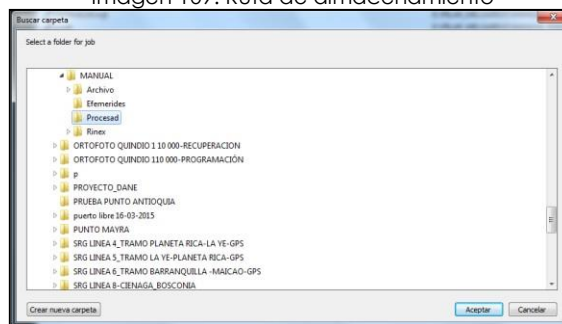 Imagen 109. Ruta de almacenamiento
Buscar carpeta
Select a folder for job
MANUAL
Archivo
Efemerides
Procesad
Rinex
ORTOFOTO QUINDIO 1 10 000-RECUPERACION
ORTOFOTO QUINDIO 110 000-PROGRAMACIÓN
p
PROYECTO_DANE
PRUEBA PUNTO ANTIOQUIA
puerto libre 16-03-2015
PUNTO MAYRA
SRG LINEA 4_TRAMO PLANETA RICA-LA YE-GPS
SRG LINEA 5_TRAMO LA YE-PLANETA RICA-GPS
SRG LINEA 6_TRAMO BARRANQUILLA -MAICAO-GPS
SRG LINEA 8-CIENAGA_BOSCONIA
Crear nueva carpeta
Aceptar
Cancelar